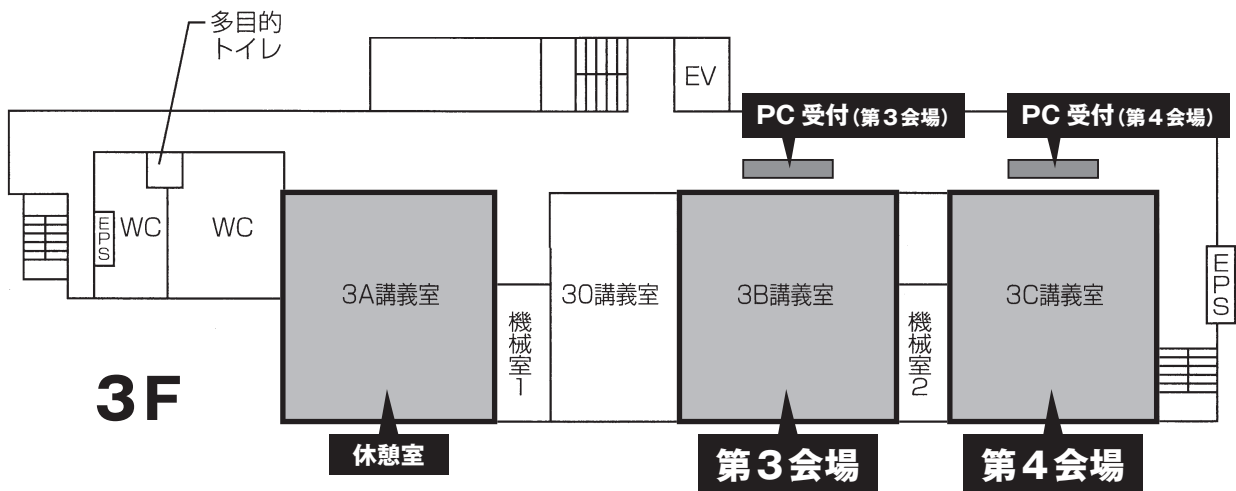 多目的
トイレ
EV
PC 受付(第3会場)
PC 受付(第4会場)
EPS
WC
WC
3A講義室
30講義室
3B講義室
3C講義室
EPS
機械室1
機械室2
3F
休憩室
第3会場
第4会場